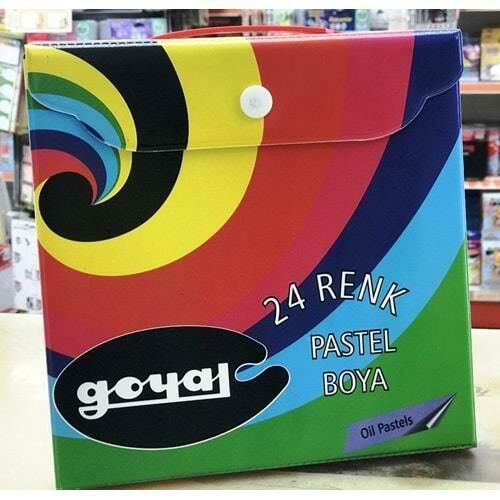 24 RENK
PASTEL
BOYA
goyal
Oil Pastels